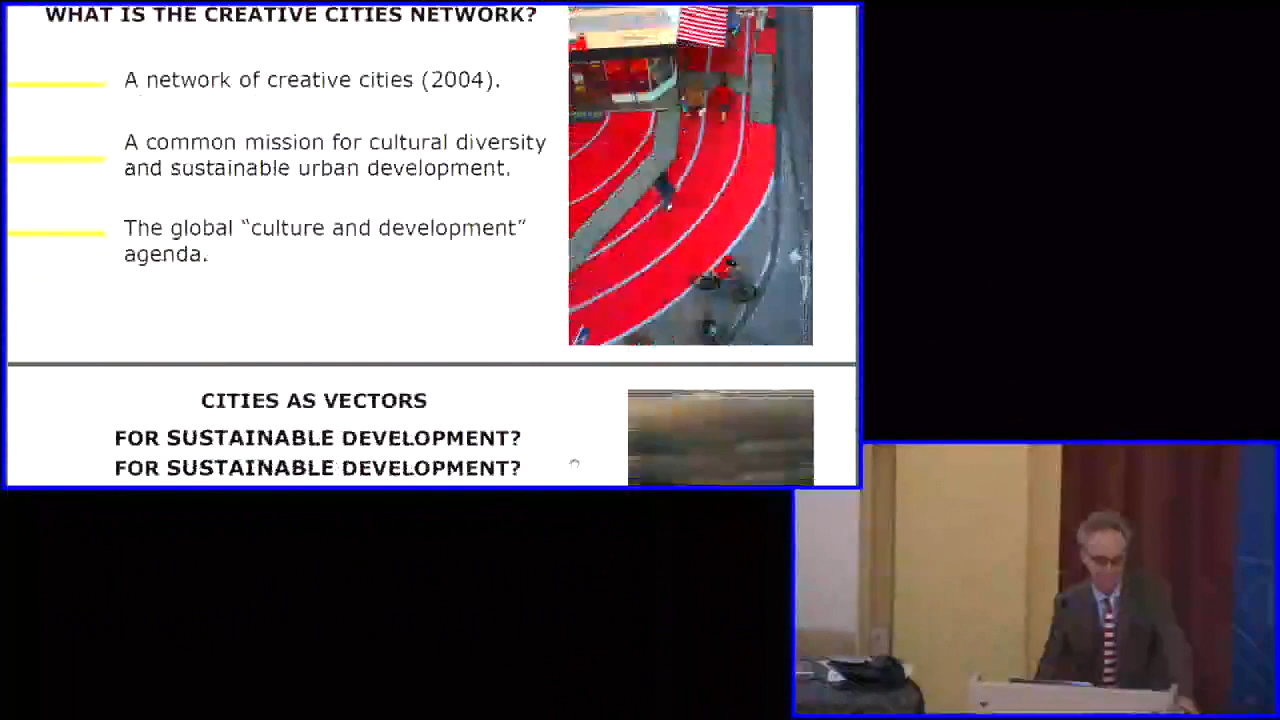 WHAT IS THE CREATIVE CITIES NETWORK?
A network of creative cities (2004).
A common mission for cultural diversity
and sustainable urban development.
The global “culture and development”
agenda.
CITIES AS VECTORS
FOR SUSTAINABLE DEVELOPMENT?
FOR SUSTAINABLE DEVELOPMENT?